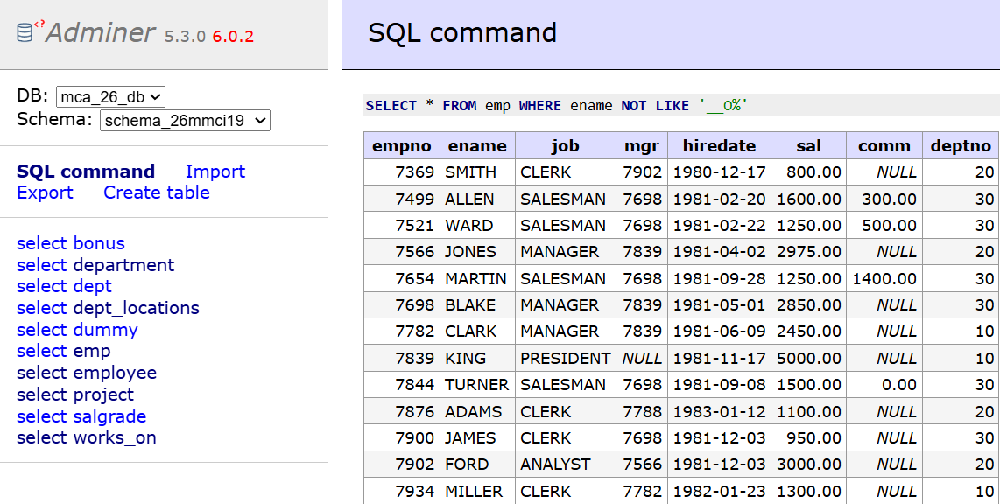 Adminer 5.3.0 6.0.2
DB: mca_26_db
Schema: schema_26mmci19
SQL command Import
Export Create table
select bonus
select department
select dept
select dept_locations
select dummy
select emp
select employee
select project
select salgrade
select works_on
SQL command
SELECT * FROM emp WHERE ename NOT LIKE '__O%'
empno ename job mgr hiredate sal comm deptno
7369 SMITH CLERK 7902 1980-12-17 800.00 NULL 20
7499 ALLEN SALESMAN 7698 1981-02-20 1600.00 300.00 30
7521 WARD SALESMAN 7698 1981-02-22 1250.00 500.00 30
7566 JONES MANAGER 7839 1981-04-02 2975.00 NULL 20
7654 MARTIN SALESMAN 7698 1981-09-28 1250.00 1400.00 30
7698 BLAKE MANAGER 7839 1981-05-01 2850.00 NULL 30
7782 CLARK MANAGER 7839 1981-06-09 2450.00 NULL 10
7839 KING PRESIDENT NULL 1981-11-17 5000.00 NULL 10
7844 TURNER SALESMAN 7698 1981-09-08 1500.00 0.00 30
7876 ADAMS CLERK 7788 1983-01-12 1100.00 NULL 20
7900 JAMES CLERK 7698 1981-12-03 950.00 NULL 30
7902 FORD ANALYST 7566 1981-12-03 3000.00 NULL 20
7934 MILLER CLERK 7782 1982-01-23 1300.00 NULL 10